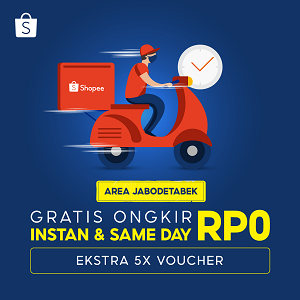 S
S Shopee
AREA JABODETABEK
GRATIS ONGKIR
INSTAN & SAME DAY RP0
EKSTRA 5X VOUCHER